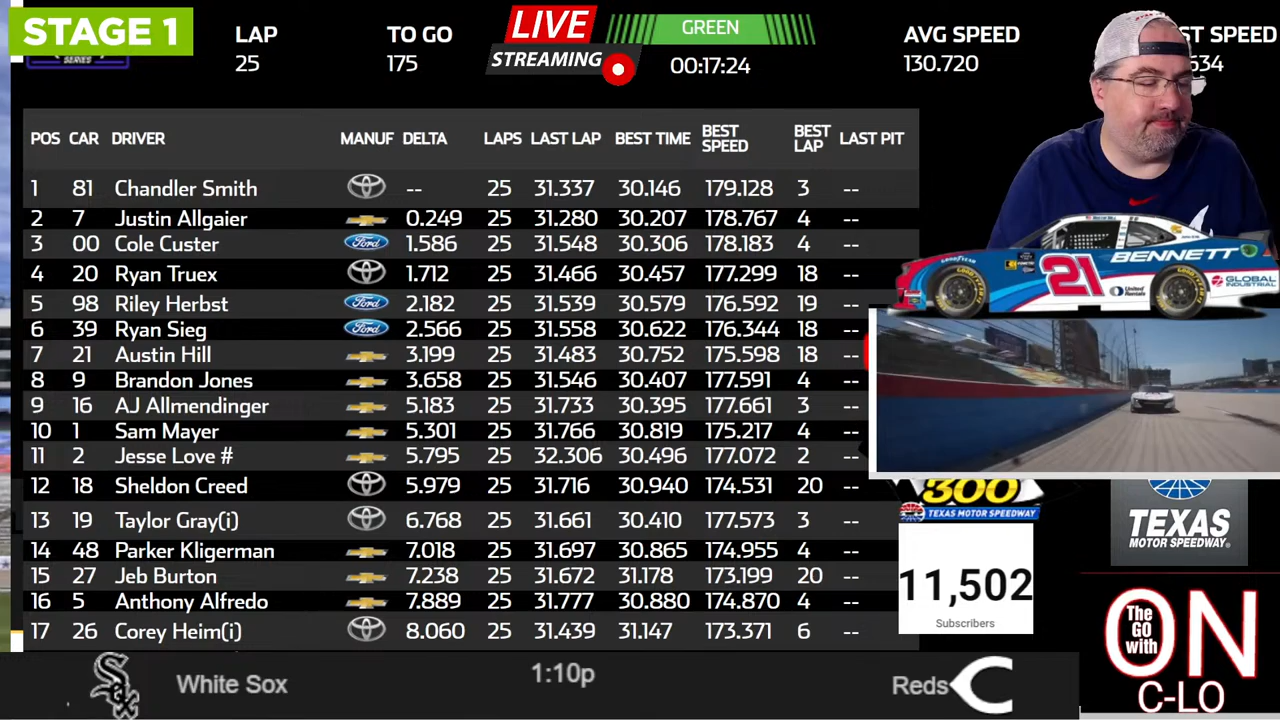 STAGE 1
SERIES
LAP
25
TO GO
175
LIVE
STREAMING
GREEN
00:17:24
AVG SPEED
130.720
ST SPEED
634
POS CAR DRIVER MANUF DELTA LAPS LAST LAP BEST TIME BEST SPEED BEST LAP LAST PIT
1 81 Chandler Smith -- 25 31.337 30.146 179.128 3 --
2 7 Justin Allgaier 0.249 25 31.280 30.207 178.767 4 --
3 00 Cole Custer Ford 1.586 25 31.548 30.306 178.183 4 --
4 20 Ryan Truex 1.712 25 31.466 30.457 177.299 18 --
5 98 Riley Herbst Ford 2.182 25 31.539 30.579 176.592 19 --
6 39 Ryan Sieg Ford 2.566 25 31.558 30.622 176.344 18 --
7 21 Austin Hill 3.199 25 31.483 30.752 175.598 18 --
8 9 Brandon Jones 3.658 25 31.546 30.407 177.591 4 --
9 16 AJ Allmendinger 5.183 25 31.733 30.395 177.661 3 --
10 1 Sam Mayer 5.301 25 31.766 30.819 175.217 4 --
11 2 Jesse Love # 5.795 25 32.306 30.496 177.072 2 --
12 18 Sheldon Creed 5.979 25 31.716 30.940 174.531 20 --
13 19 Taylor Gray(i) 6.768 25 31.661 30.410 177.573 3 --
14 48 Parker Kligerman 7.018 25 31.697 30.865 174.955 4 --
15 27 Jeb Burton 7.238 25 31.672 31.178 173.199 20 --
16 5 Anthony Alfredo 7.889 25 31.777 30.880 174.870 4 --
17 26 Corey Heim(i) 8.060 25 31.439 31.147 173.371 6 --
BENNETT
21
United Rentals
GLOBAL INDUSTRIAL
300
TEXAS MOTOR SPEEDWAY
TEXAS
MOTOR SPEEDWAY
11,502
Subscribers
The GO with ON
C-LO
Sox
White Sox
1:10p
Reds
C